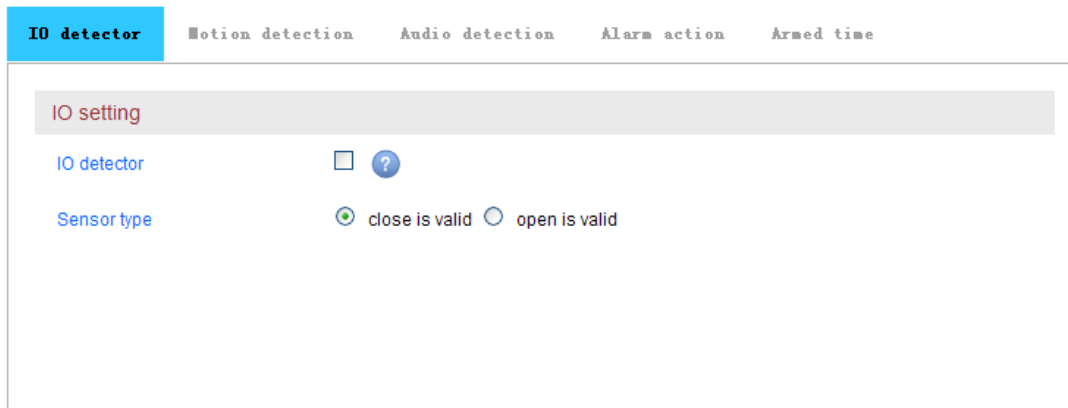 IO detector Motion detection Audio detection Alarm action Armed time
IO setting
IO detector ?
Sensor type close is valid open is valid